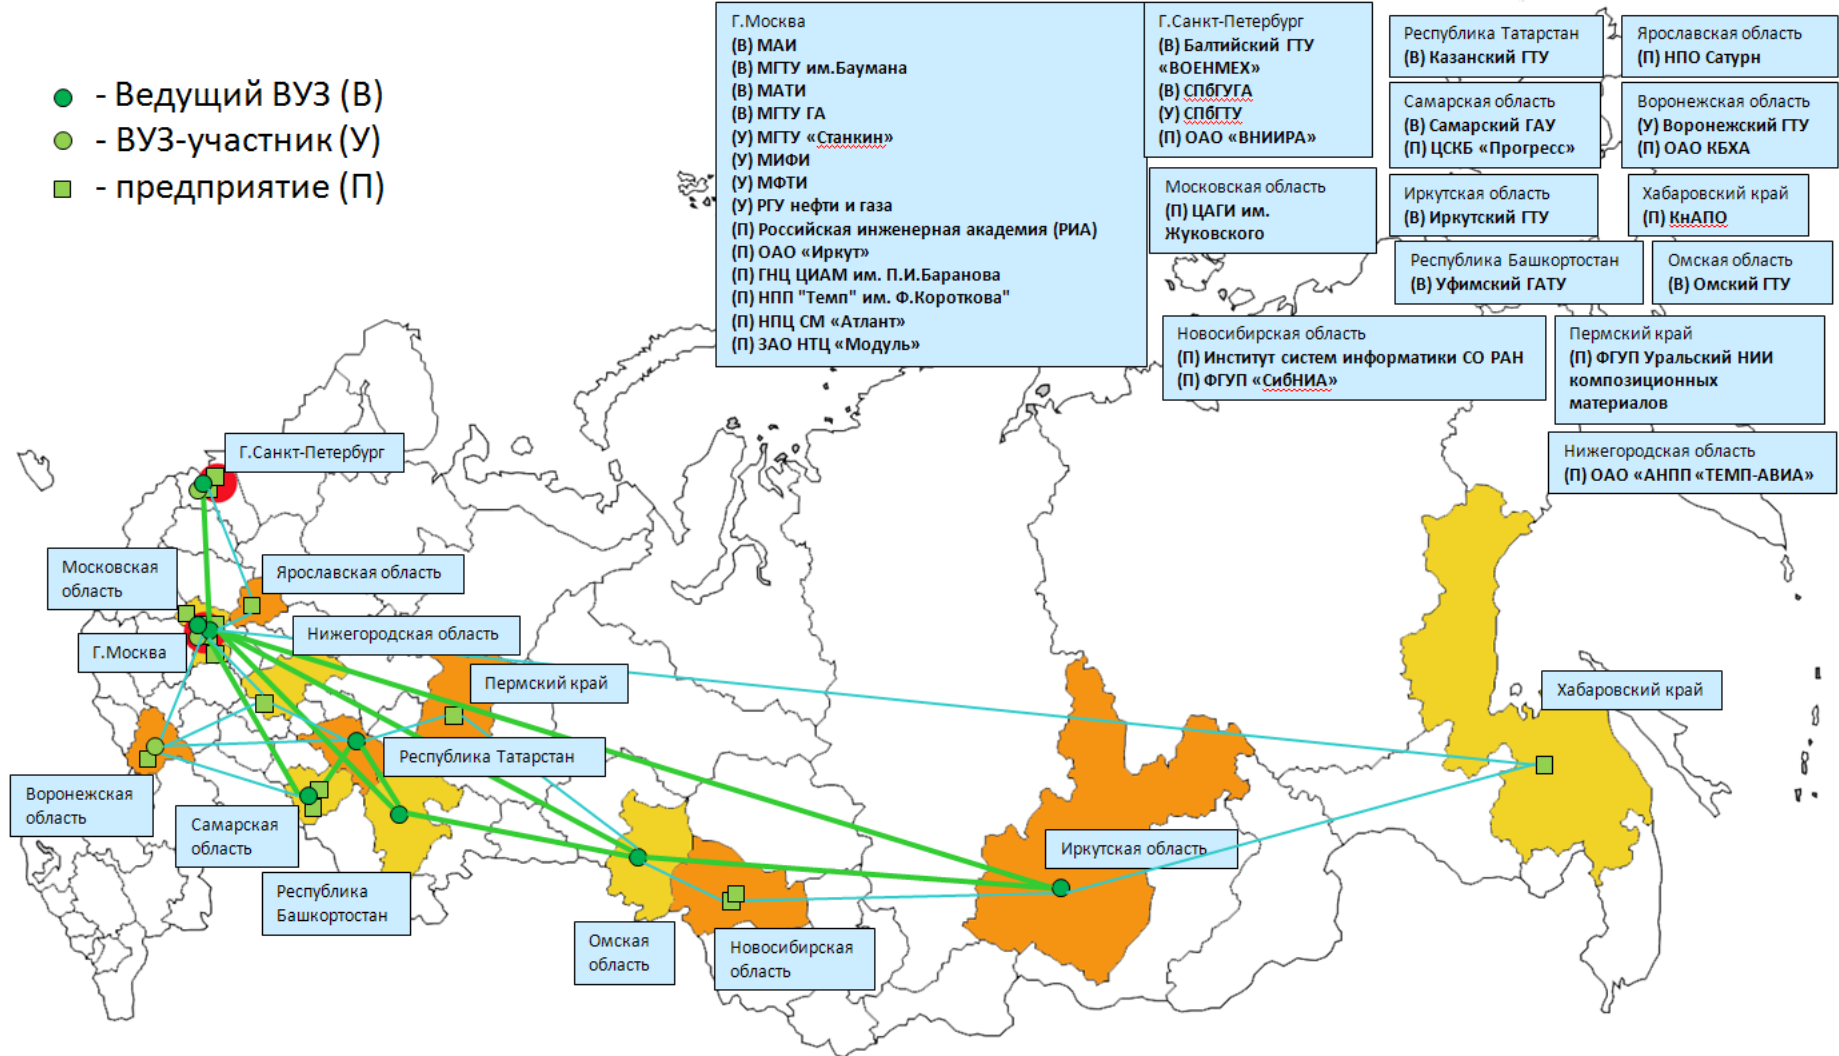 - Ведущий ВУЗ (В)
- ВУЗ-участник (У)
- предприятие (П)
Г.Москва
(В) МАИ
(В) МГТУ им.Баумана
(В) МАТИ
(В) МГТУ ГА
(У) МГТУ «Станкин»
(У) МИФИ
(У) МФТИ
(У) РГУ нефти и газа
(П) Российская инженерная академия (РИА)
(П) ОАО «Иркут»
(П) ГНЦ ЦИАМ им. П.И.Баранова
(П) НПП "Темп" им. Ф.Короткова"
(П) НПЦ СМ «Атлант»
(П) ЗАО НТЦ «Модуль»
Г.Санкт-Петербург
(В) Балтийский ГТУ
«ВОЕНМЕХ»
(В) СПбГУГА
(У) СПбГТУ
(П) ОАО «ВНИИРА»
Московская область
(П) ЦАГИ им.
Жуковского
Республика Татарстан
(В) Казанский ГТУ
Ярославская область
(П) НПО Сатурн
Самарская область
(В) Самарский ГАУ
(П) ЦСКБ «Прогресс»
Воронежская область
(У) Воронежский ГТУ
(П) ОАО КБХА
Иркутская область
(В) Иркутский ГТУ
Хабаровский край
(П) КнАПО
Республика Башкортостан
(В) Уфимский ГАТУ
Омская область
(В) Омский ГТУ
Новосибирская область
(П) Институт систем информатики СО РАН
(П) ФГУП «СибНИА»
Пермский край
(П) ФГУП Уральский НИИ
композиционных
материалов
Нижегородская область
(П) ОАО «АНПП «ТЕМП-АВИА»
Г.Санкт-Петербург
Московская
область
Ярославская область
Г.Москва
Нижегородская область
Пермский край
Хабаровский край
Республика Татарстан
Воронежская
область
Самарская
область
Иркутская область
Республика
Башкортостан
Омская
область
Новосибирская
область